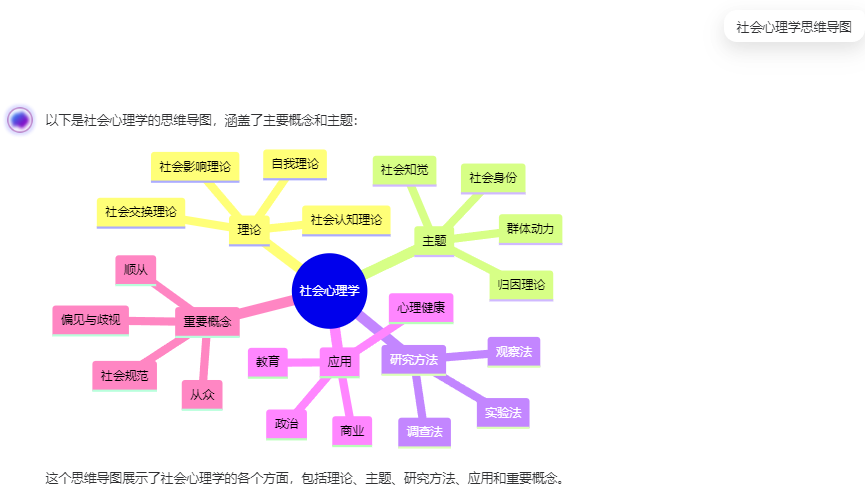 社会心理学思维导图
以下是社会心理学的思维导图，涵盖了主要概念和主题：
社会影响理论
自我理论
社会交换理论
社会认知理论
理论
社会知觉
社会身份
群体动力
主题
归因理论
社会心理学
顺从
偏见与歧视
重要概念
社会规范
从众
心理健康
教育
应用
政治
商业
研究方法
观察法
实验法
调查法
这个思维导图展示了社会心理学的各个方面，包括理论、主题、研究方法、应用和重要概念。